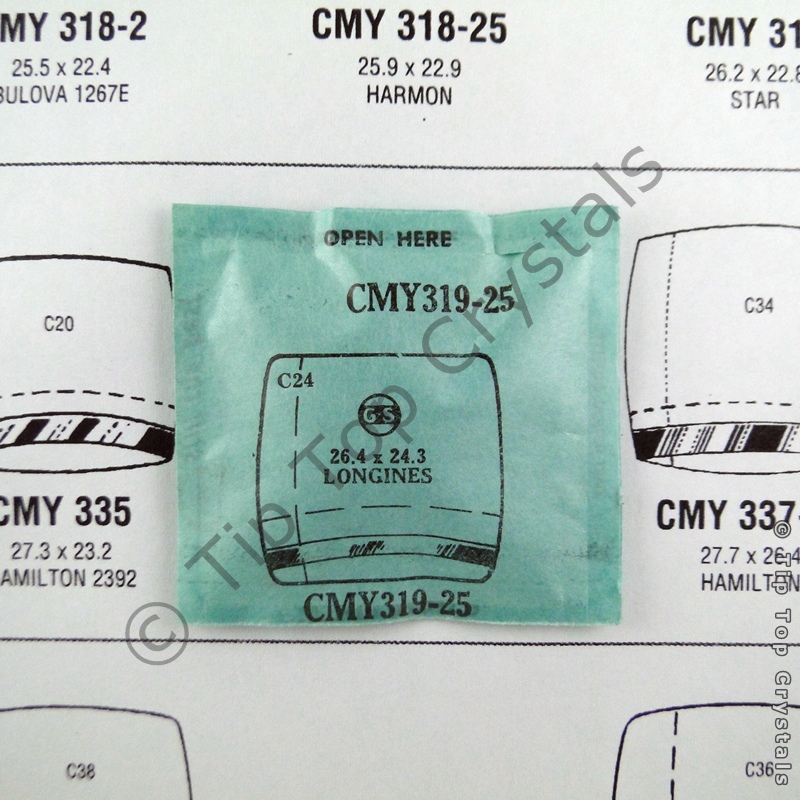 MY 318-2
25.5 x 22.4
BULOVA 1267E
CMY 318-25
25.9 x 22.9
HARMON
CMY 31
26.2 x 22.8
STAR
OPEN HERE
CMY319-25
C24
G-S
26.4 x 24.3
LONGINES
CMY319-25
C20
CMY 335
27.3 x 23.2
AMILTON 2392
C34
CMY 337
27.7 x 26.4
HAMILTON
C38
C36
© Tip Top Crystals
© Tip Top Crystals